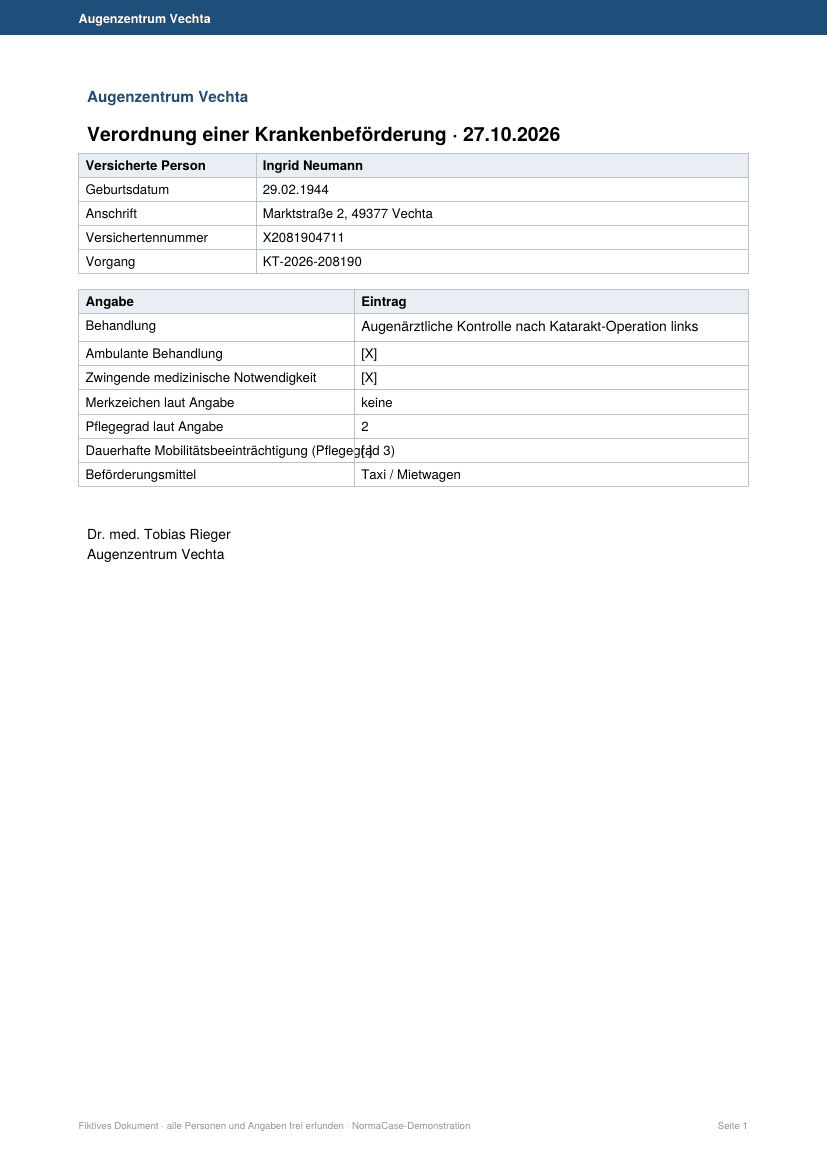 Augenzentrum Vechta
Augenzentrum Vechta
Verordnung einer Krankenbeförderung · 27.10.2026
Versicherte Person Ingrid Neumann
Geburtsdatum 29.02.1944
Anschrift Marktstraße 2, 49377 Vechta
Versichertennummer X2081904711
Vorgang KT-2026-208190
Angabe Eintrag
Behandlung Augenärztliche Kontrolle nach Katarakt-Operation links
Ambulante Behandlung [X]
Zwingende medizinische Notwendigkeit [X]
Merkzeichen laut Angabe keine
Pflegegrad laut Angabe 2
Dauerhafte Mobilitätsbeeinträchtigung (Pflegegrad 3) [ ]
Beförderungsmittel Taxi / Mietwagen
Dr. med. Tobias Rieger
Augenzentrum Vechta
Fiktives Dokument · alle Personen und Angaben frei erfunden · NormaCase-Demonstration Seite 1